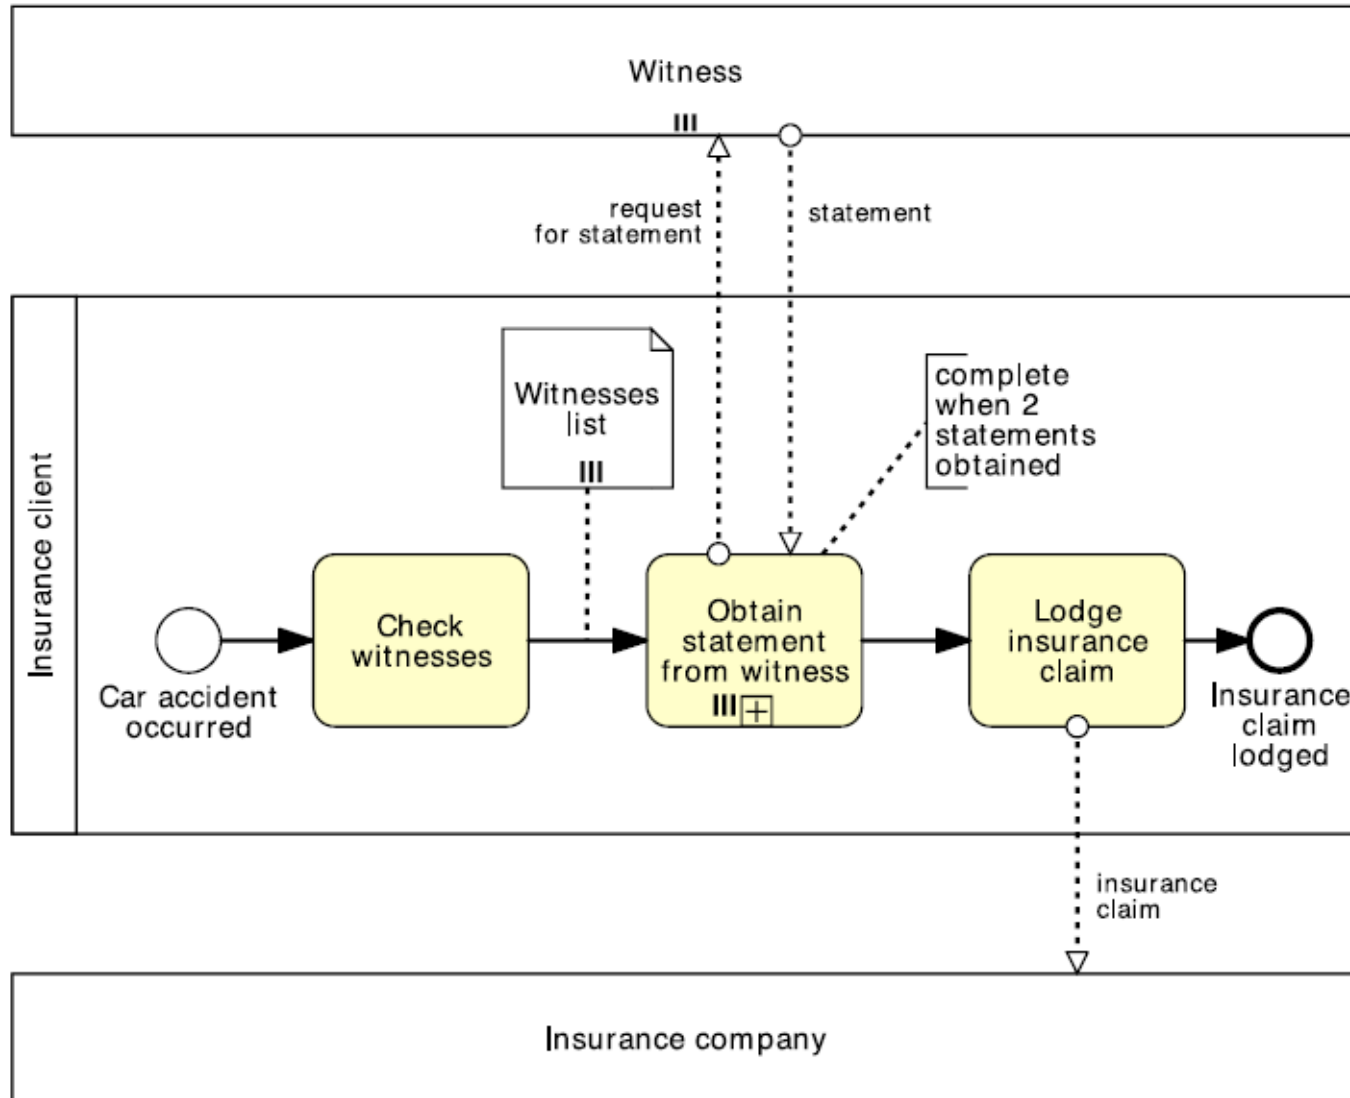 Witness
request
for statement
statement
Insurance client
Witnesses
list
complete
when 2
statements
obtained
Car accident
occurred
Check
witnesses
Obtain
statement
from witness
Lodge
insurance
claim
Insurance
claim
lodged
insurance
claim
Insurance company